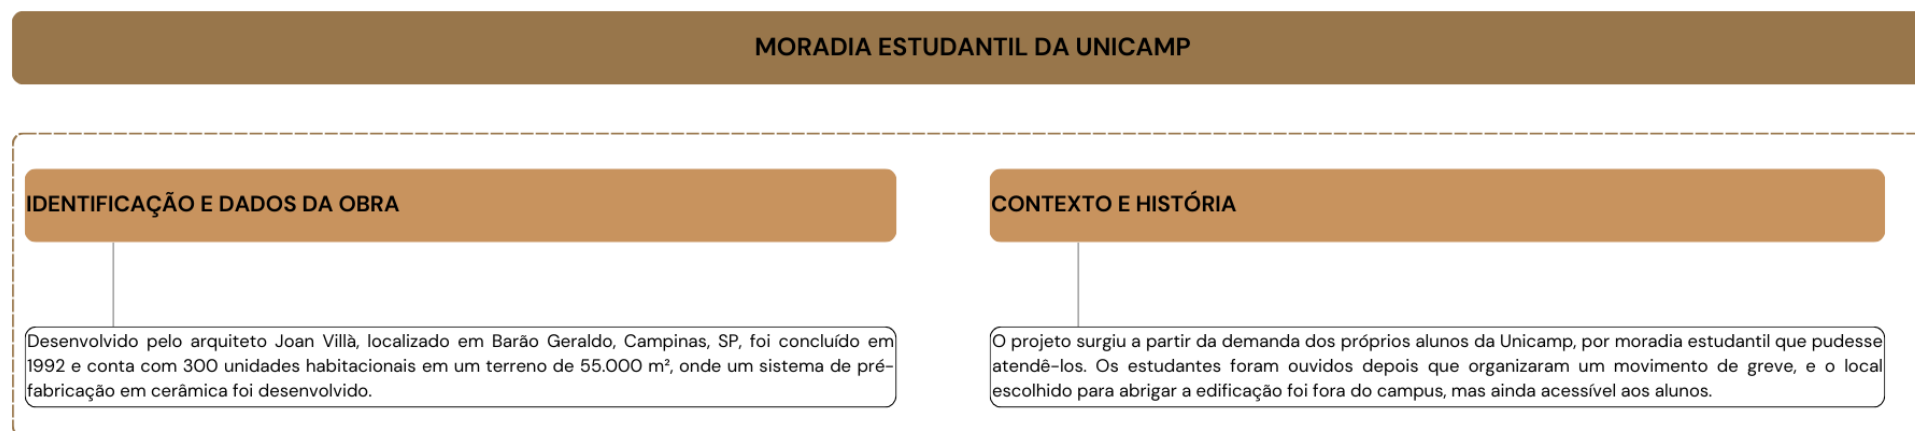 MORADIA ESTUDANTIL DA UNICAMP
IDENTIFICAÇÃO E DADOS DA OBRA
Desenvolvido pelo arquiteto Joan Villà, localizado em Barão Geraldo, Campinas, SP, foi concluído em
1992 e conta com 300 unidades habitacionais em um terreno de 55.000 m², onde um sistema de pré-
fabricação em cerâmica foi desenvolvido.
CONTEXTO E HISTÓRIA
O projeto surgiu a partir da demanda dos próprios alunos da Unicamp, por moradia estudantil que pudesse
atendê-los. Os estudantes foram ouvidos depois que organizaram um movimento de greve, e o local
escolhido para abrigar a edificação foi fora do campus, mas ainda acessível aos alunos.